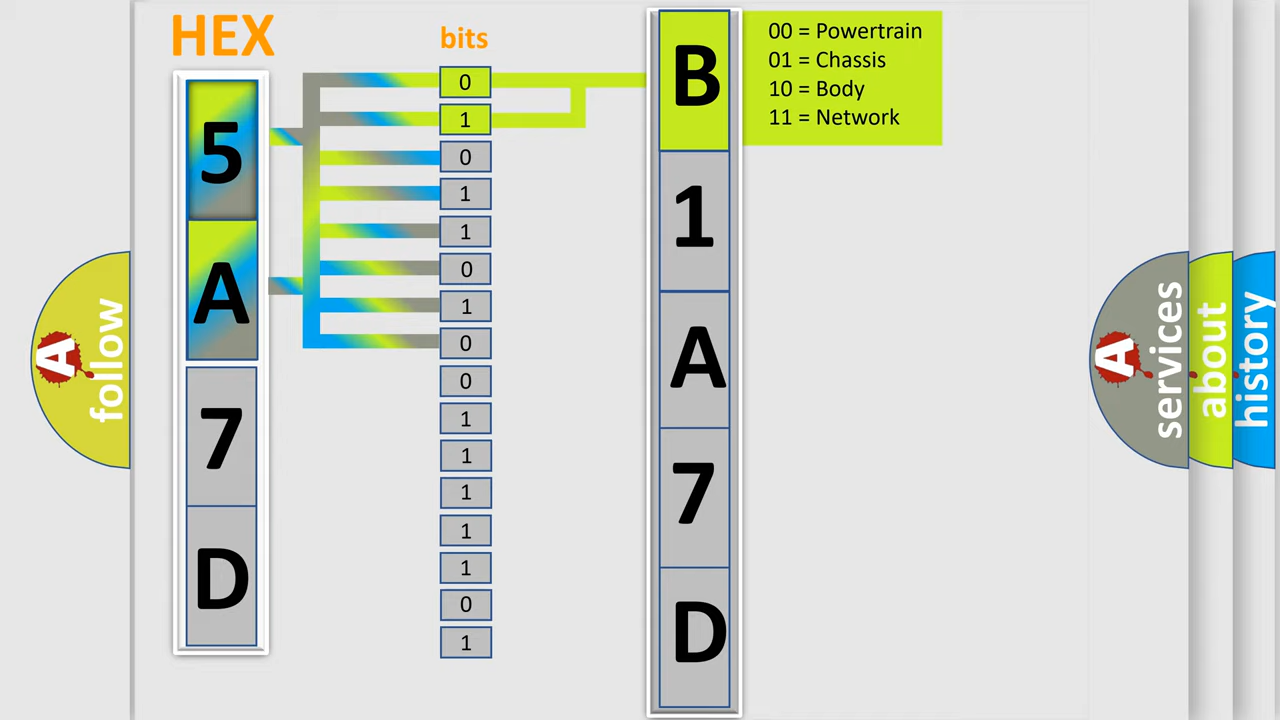 HEX
bits
5
A
7
D
0
1
0
1
1
0
1
0
0
1
1
1
1
1
0
1
B
1
A
7
D
00 = Powertrain
01 = Chassis
10 = Body
11 = Network
A follow
A services
about
history